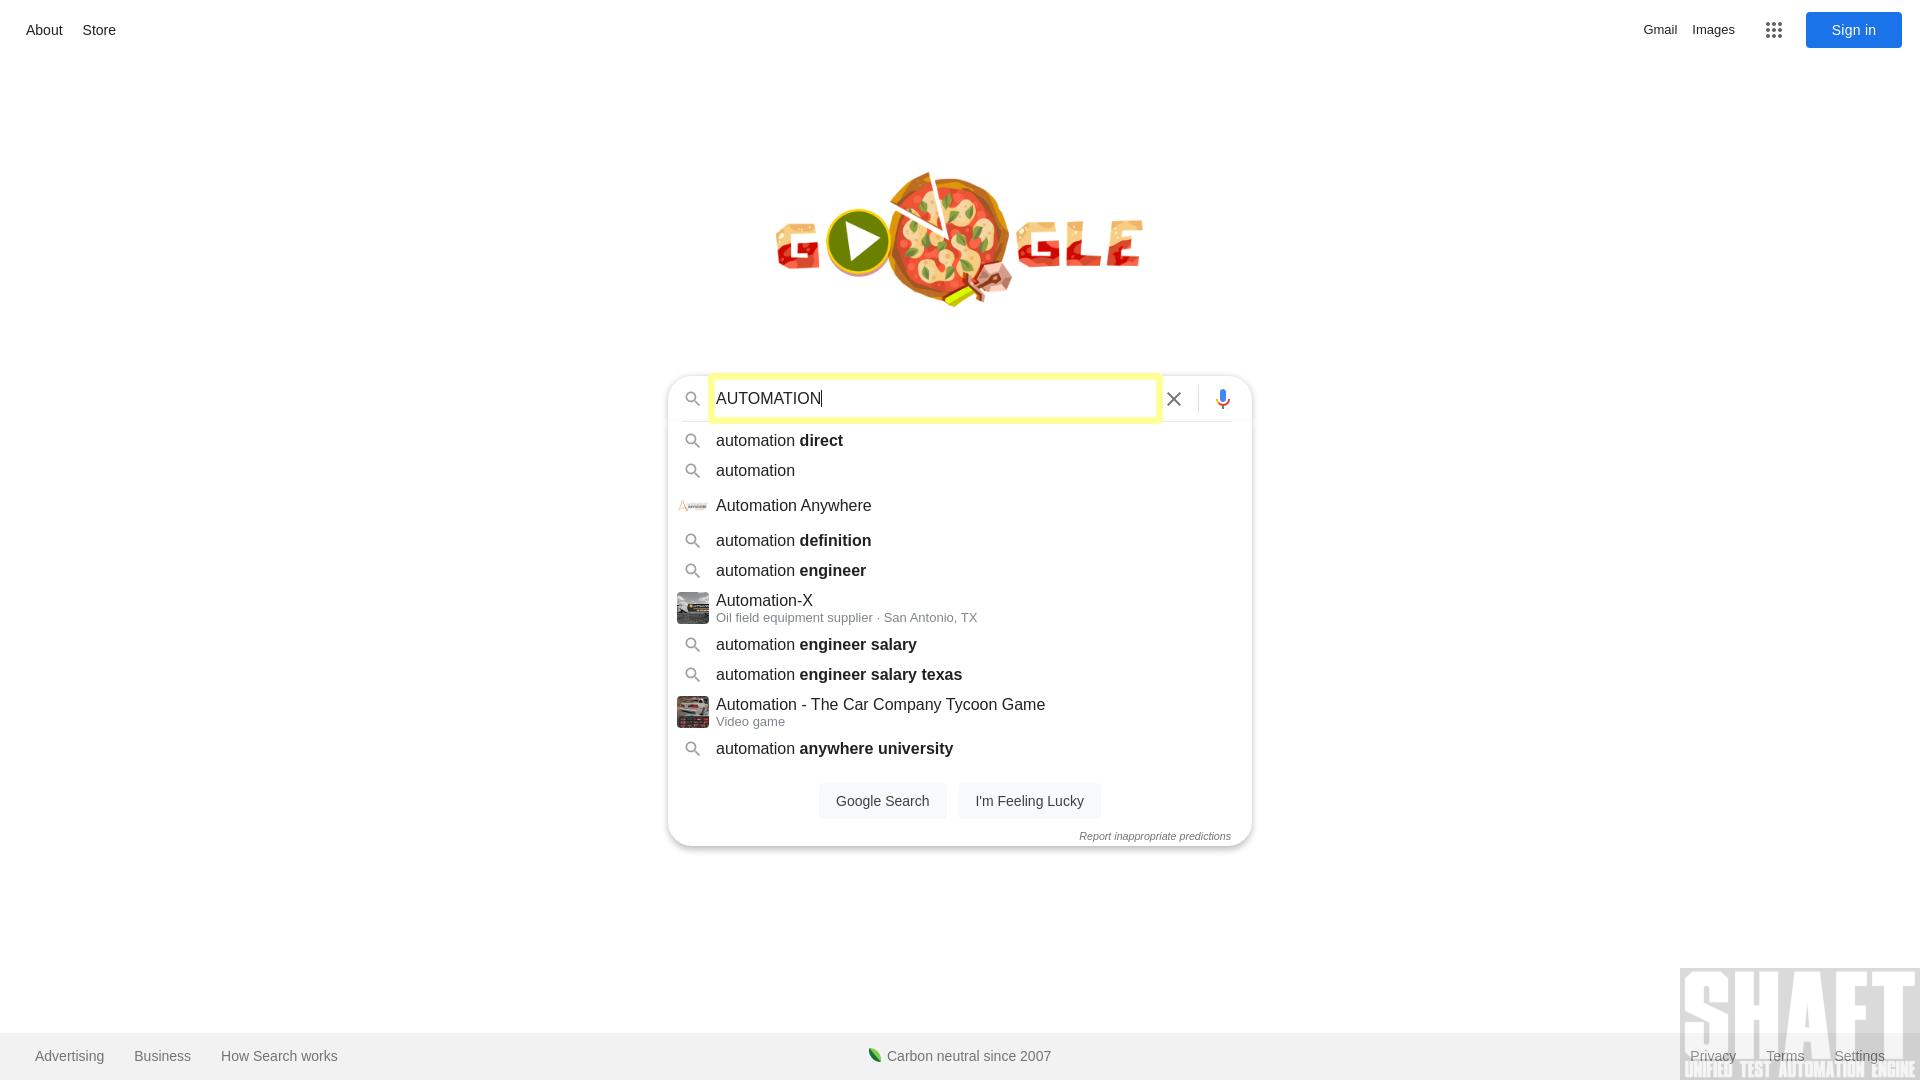 About Store
Gmail Images Sign in
GOOGLE
AUTOMATION
automation direct
automation
Automation Anywhere
automation definition
automation engineer
Automation-X
Oil field equipment supplier · San Antonio, TX
automation engineer salary
automation engineer salary texas
Automation - The Car Company Tycoon Game
Video game
automation anywhere university
Google Search I'm Feeling Lucky
Report inappropriate predictions
SHAFT
Advertising Business How Search works Carbon neutral since 2007 Privacy Terms Settings
UNIFIED TEST AUTOMATION ENGINE